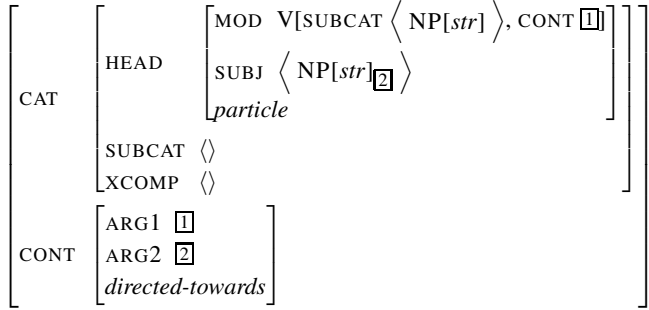 MOD V[SUBCAT ⟨ NP[str] ⟩, CONT 1]
HEAD SUBJ ⟨ NP[str]2 ⟩
CAT particle
SUBCAT ⟨⟩
XCOMP ⟨⟩
ARG1 1
CONT ARG2 2
directed-towards